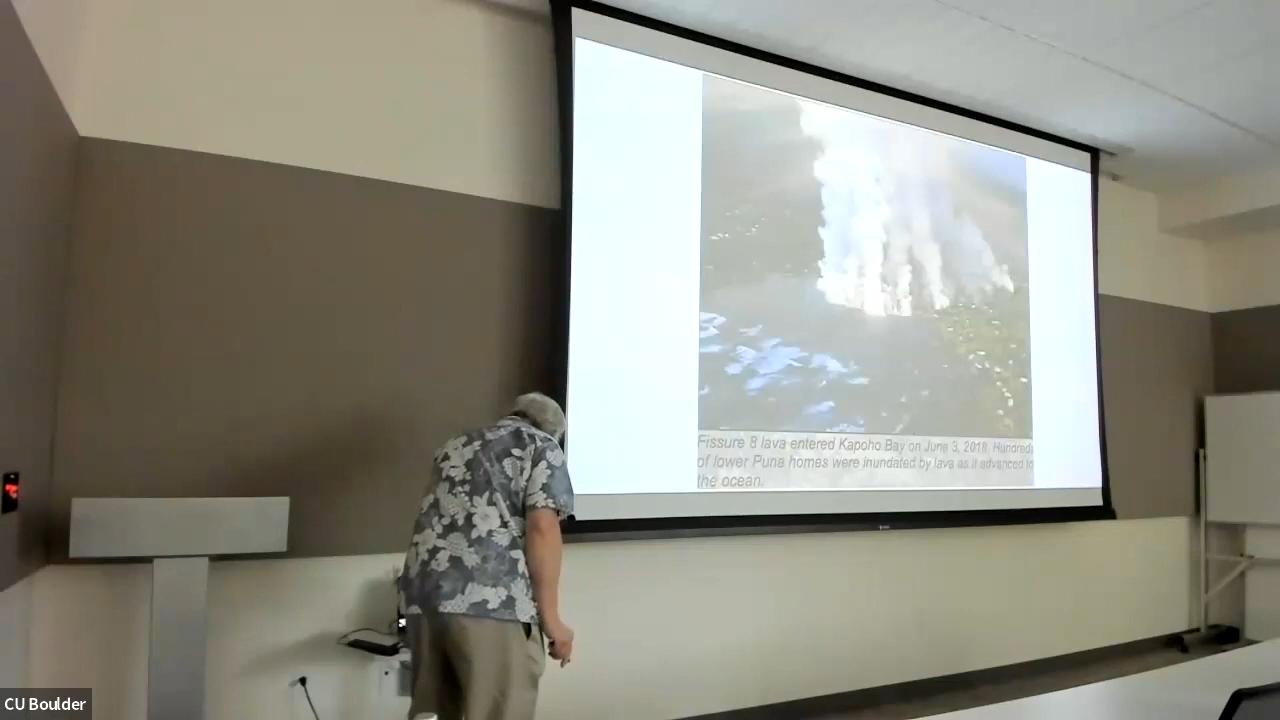 Fissure 8 lava entered Kapoho Bay on June 3, 2018. Hundreds
of lower Puna homes were inundated by lava as it advanced to
the ocean.
CU Boulder